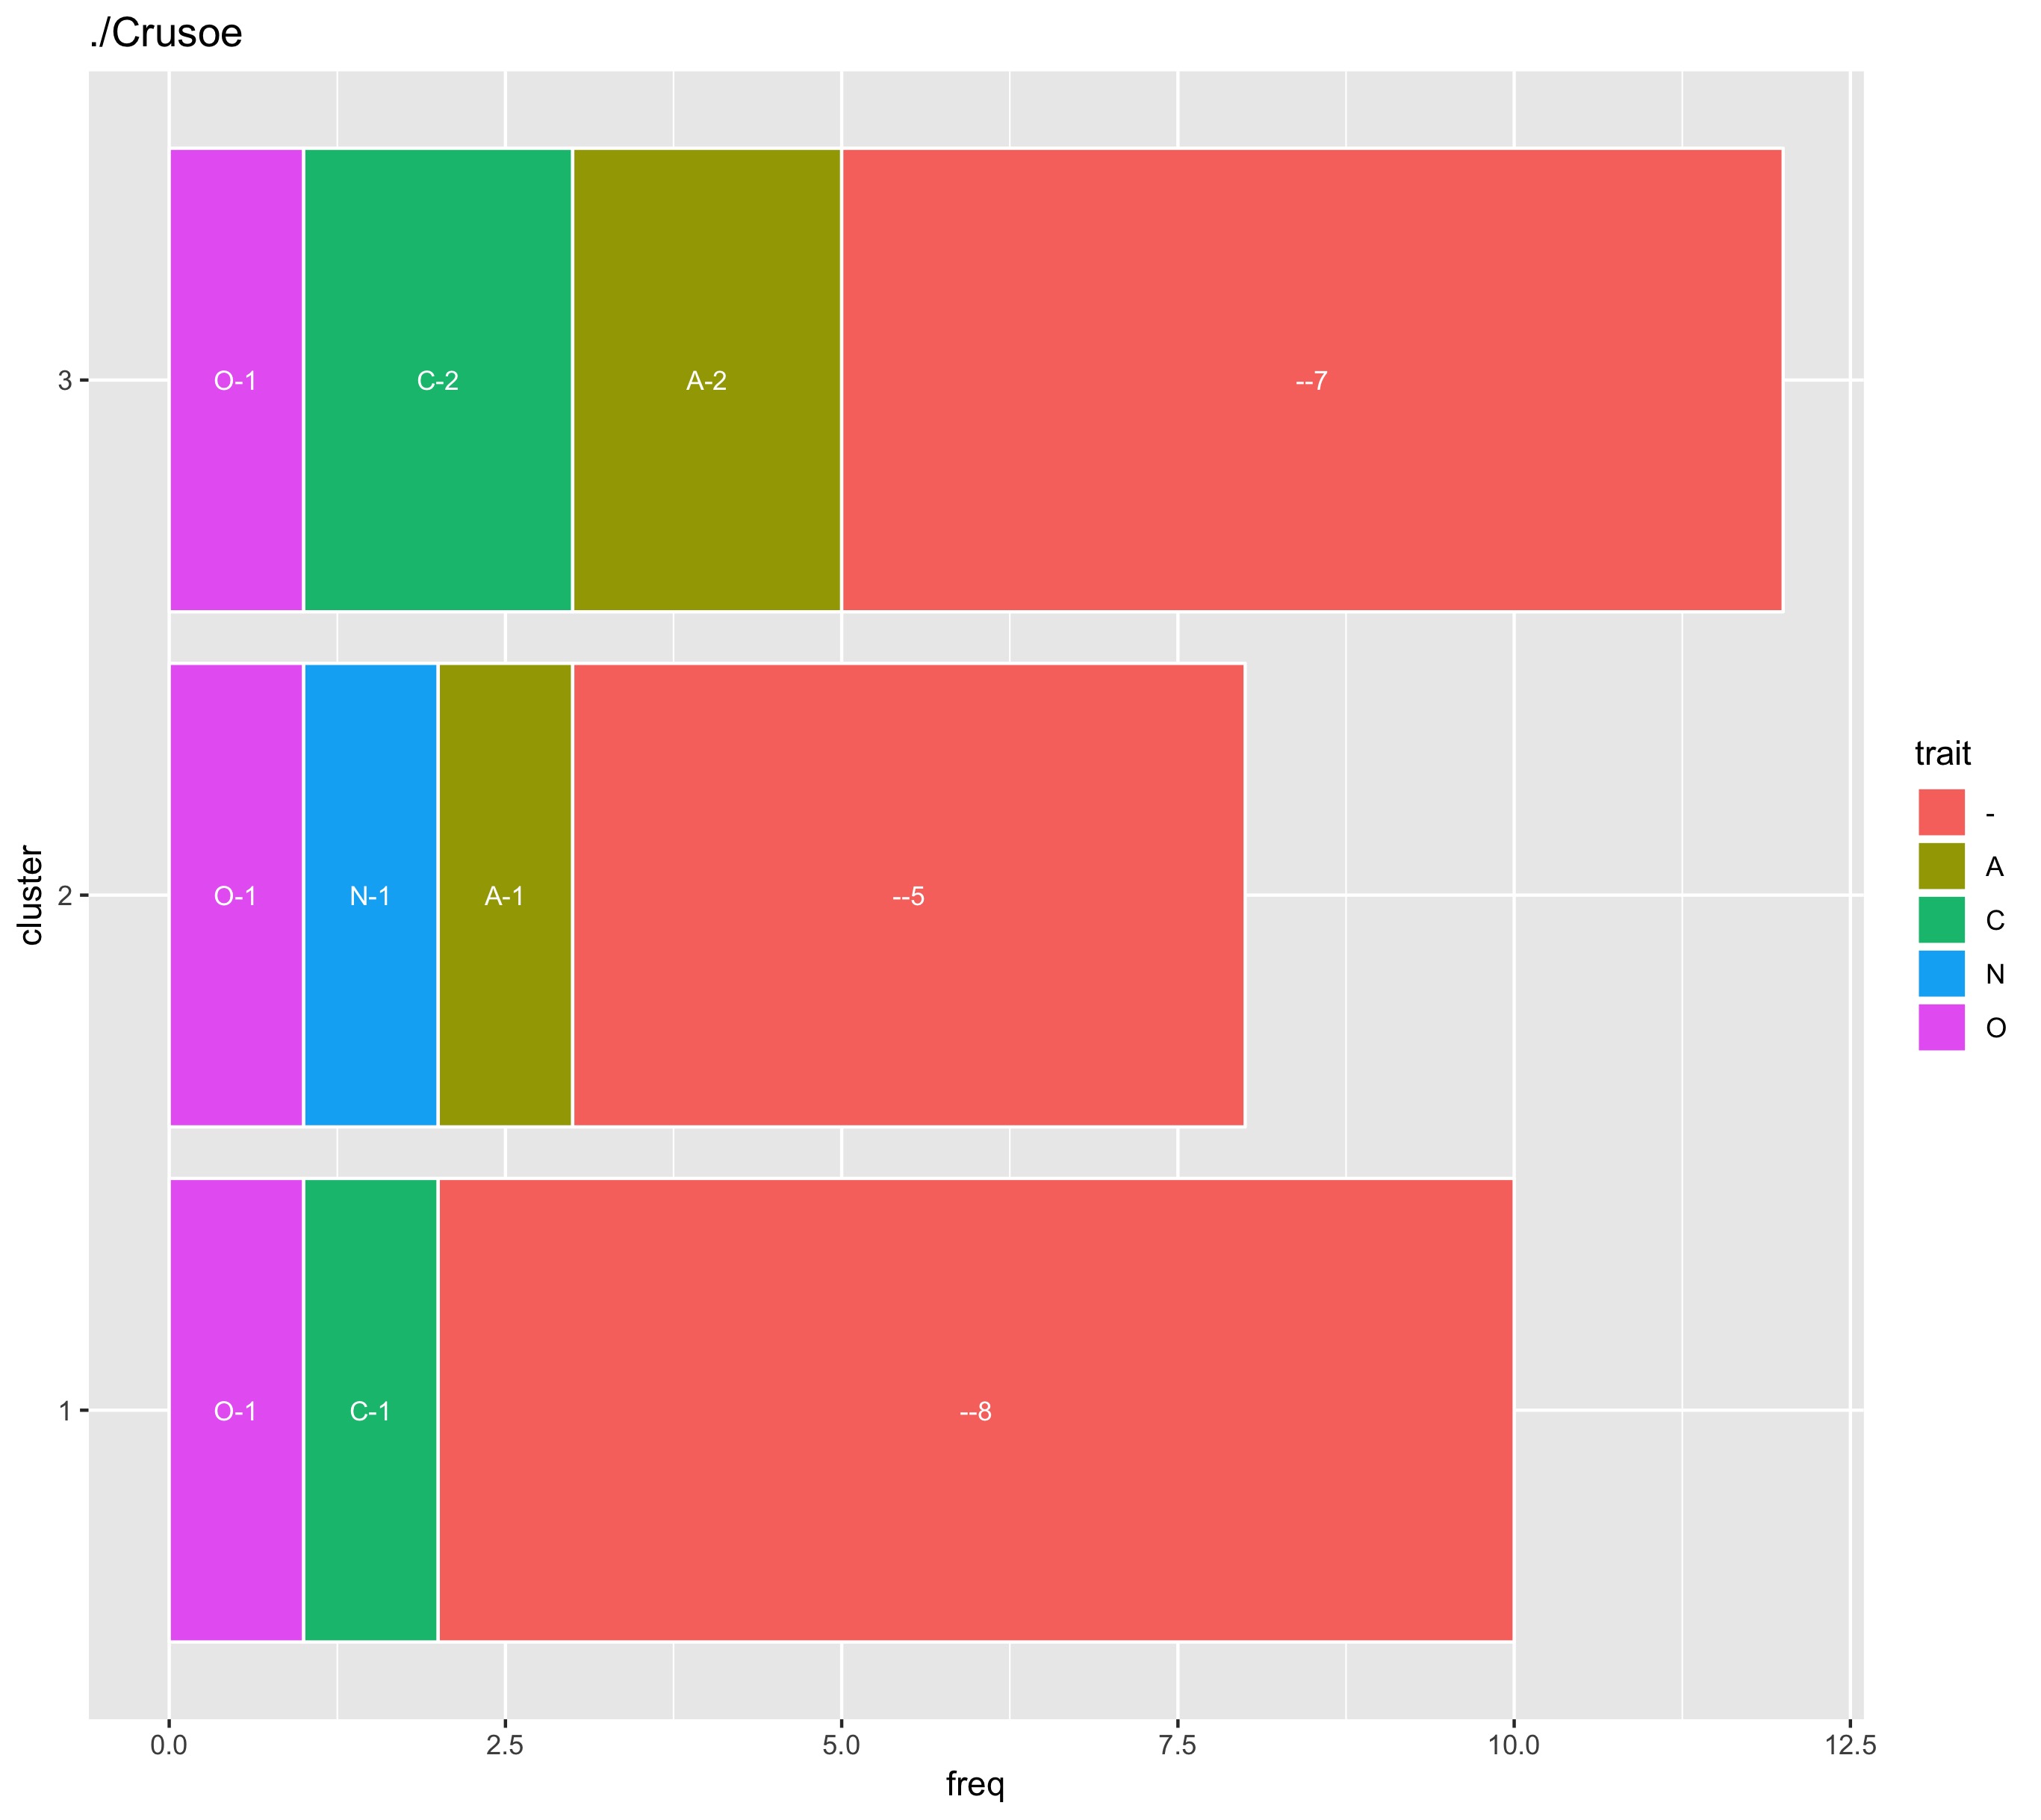 ./Crusoe
3
O-1
C-2
A-2
--7
cluster
2
O-1
N-1
A-1
--5
1
O-1
C-1
--8
0.0
2.5
5.0
7.5
10.0
12.5
freq
trait
-
A
C
N
O